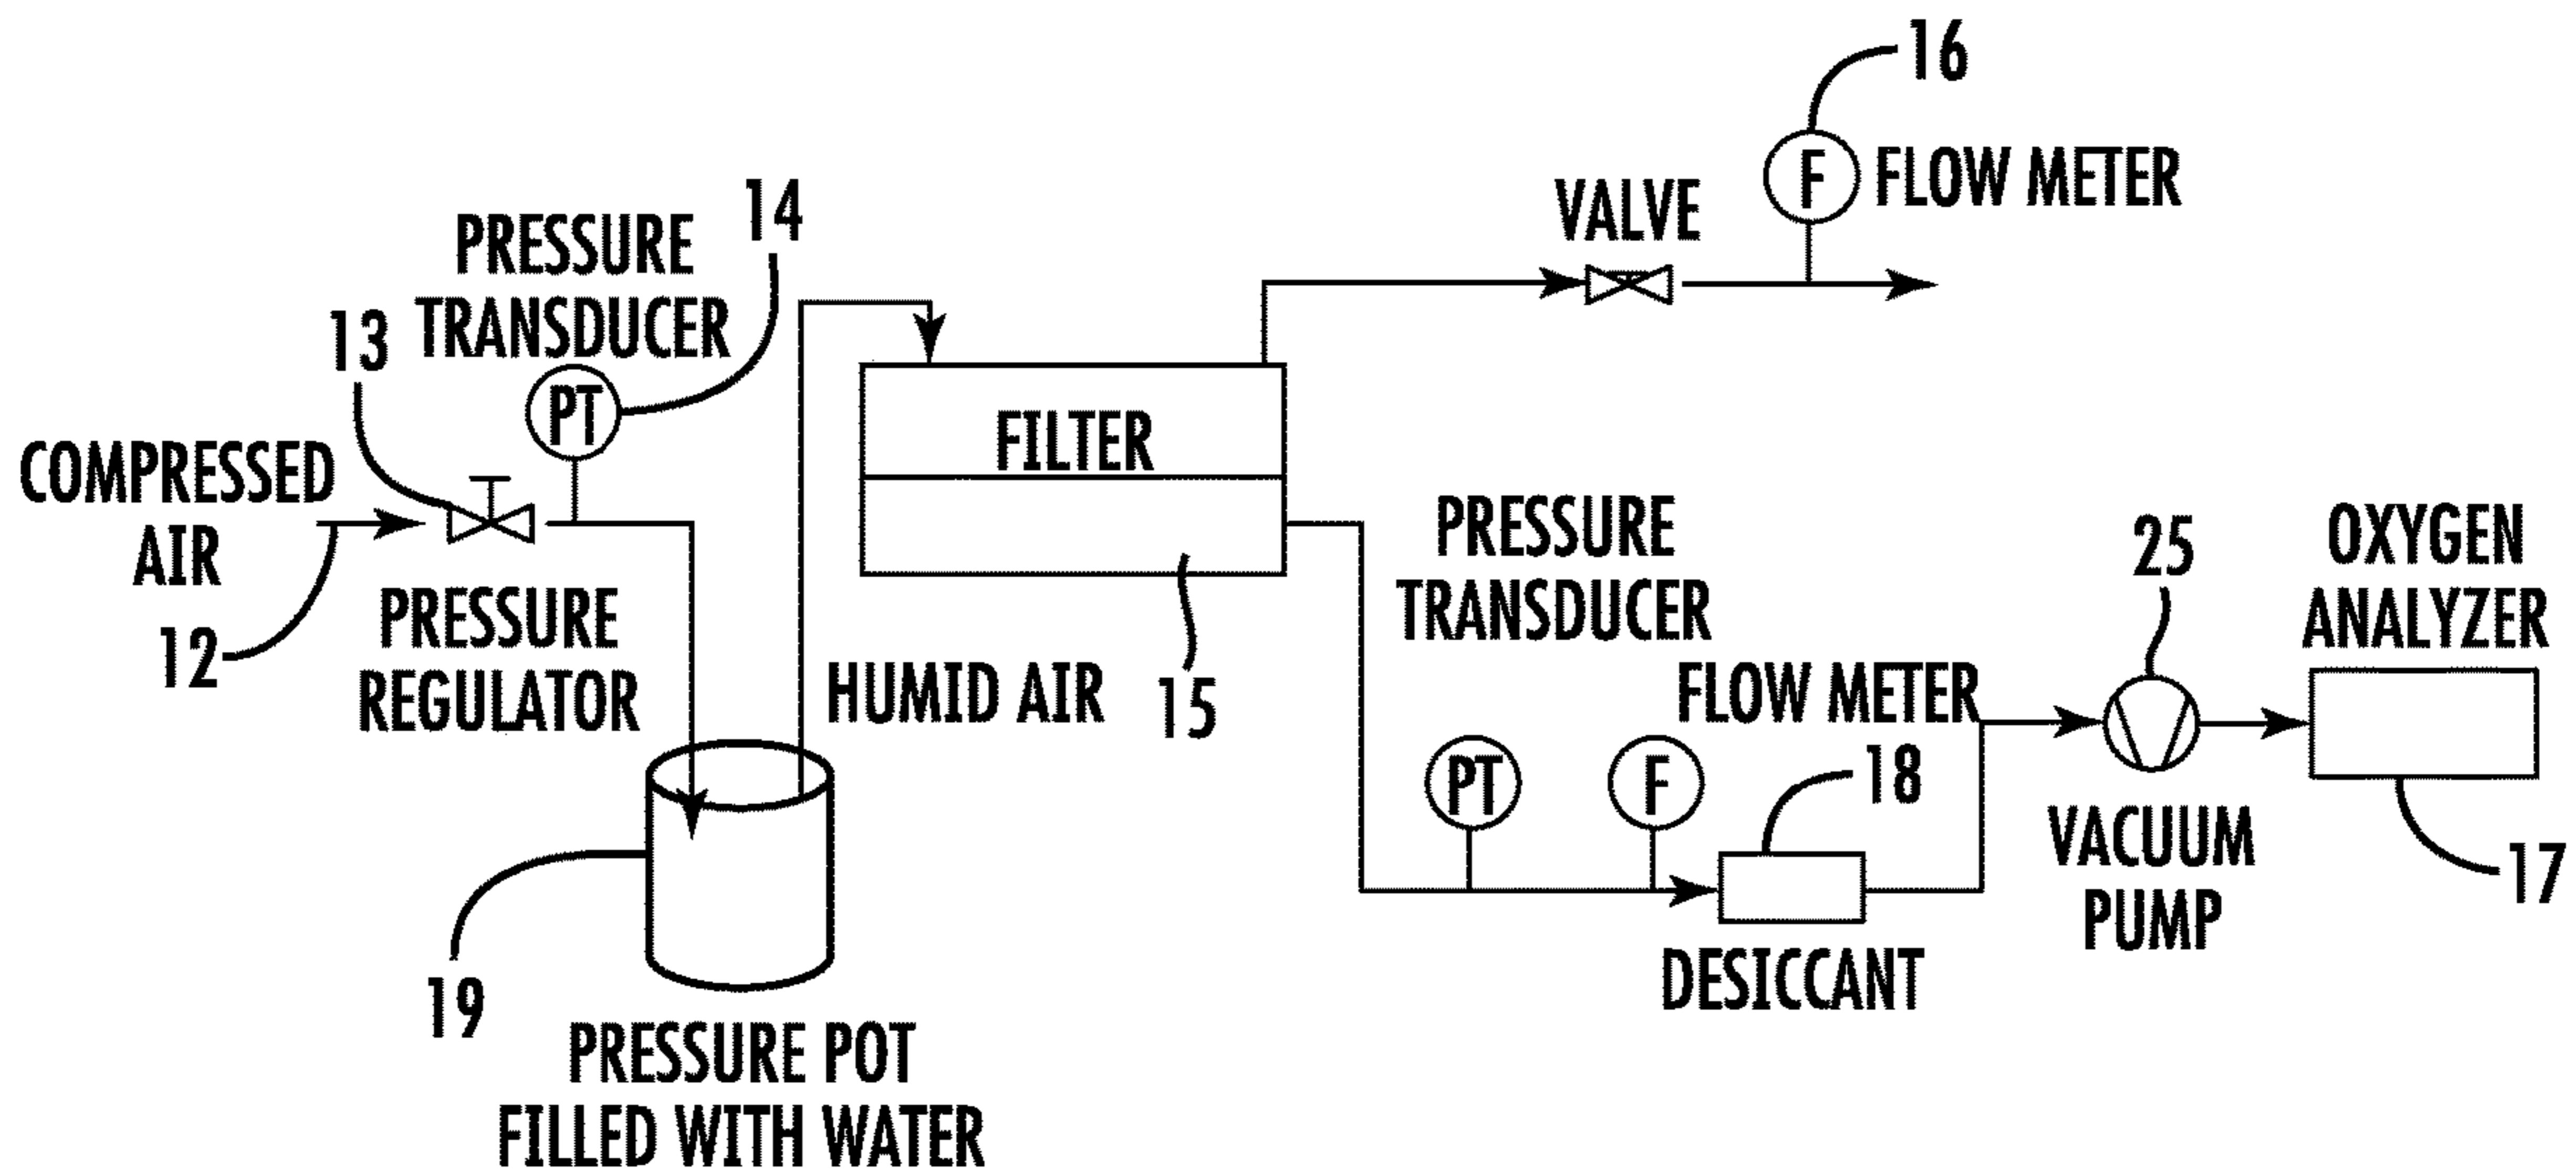 16
F
FLOW METER
VALVE
14
PRESSURE
TRANSDUCER
13
PT
COMPRESSED
AIR
12
PRESSURE
REGULATOR
FILTER
HUMID AIR
15
19
PRESSURE POT
FILLED WITH WATER
PRESSURE
TRANSDUCER
FLOW METER
PT
F
18
DESICCANT
25
VACUUM
PUMP
OXYGEN
ANALYZER
17